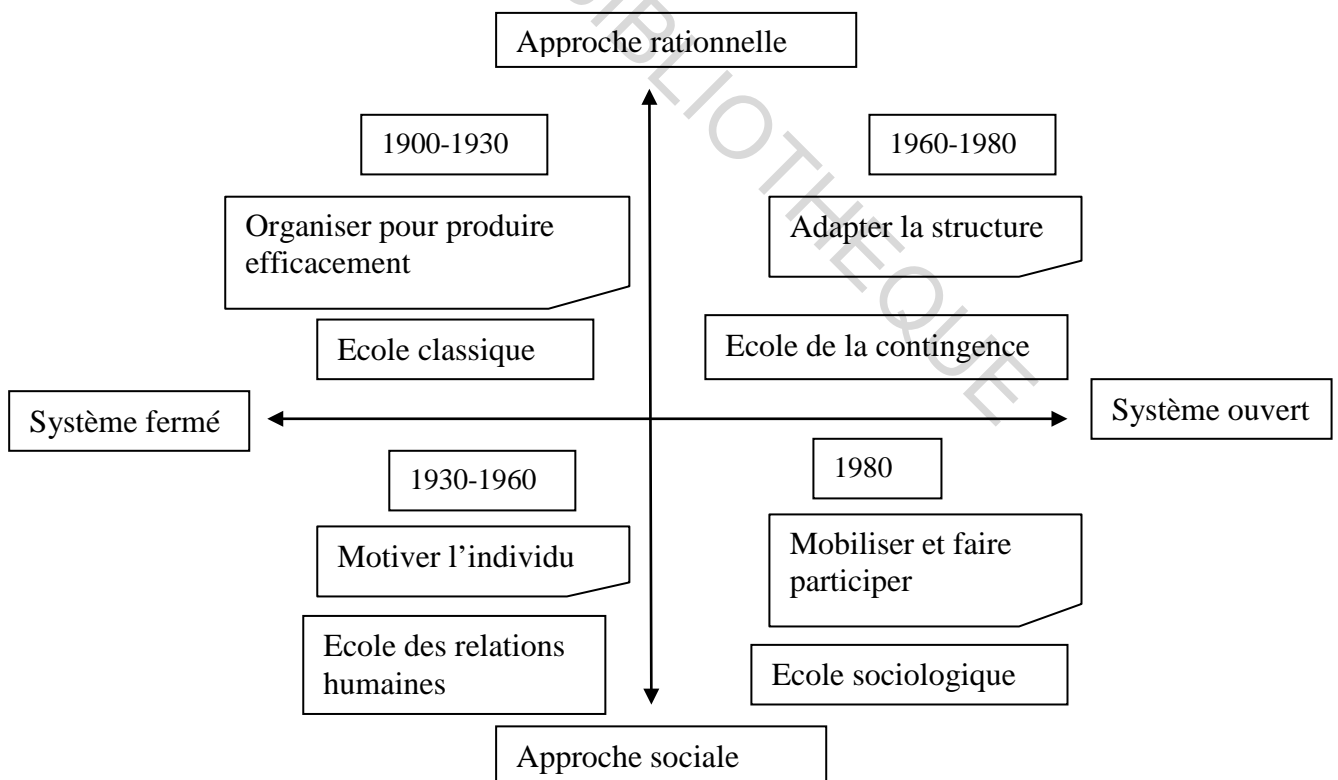 Approche rationnelle
1900-1930
1960-1980
Organiser pour produire
efficacement
Adapter la structure
Ecole classique
Ecole de la contingence
Système fermé
Système ouvert
1930-1960
1980
Motiver l’individu
Mobiliser et faire
participer
Ecole des relations
humaines
Ecole sociologique
Approche sociale
BIBLIOTHEQUE